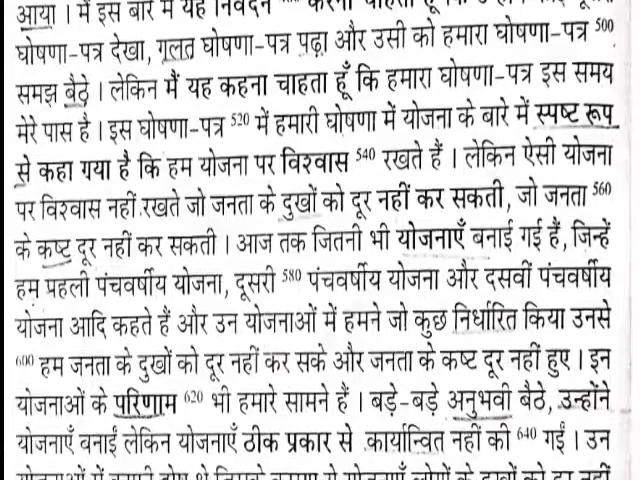 आया । मैं इस बारे में यह निवेदन करना चाहता हूँ
घोषणा-पत्र देखा, गलत घोषणा-पत्र पढ़ा और उसी को हमारा घोषणा-पत्र 500
समझ बैठे । लेकिन मैं यह कहना चाहता हूँ कि हमारा घोषणा-पत्र इस समय
मेरे पास है । इस घोषणा-पत्र 520 में हमारी घोषणा में योजना के बारे में स्पष्ट रूप
से कहा गया है कि हम योजना पर विश्वास 540 रखते हैं । लेकिन ऐसी योजना
पर विश्वास नहीं रखते जो जनता के दुखों को दूर नहीं कर सकती, जो जनता 560
के कष्ट दूर नहीं कर सकती । आज तक जितनी भी योजनाएँ बनाई गई हैं, जिन्हें
हम पहली पंचवर्षीय योजना, दूसरी 580 पंचवर्षीय योजना और दसवीं पंचवर्षीय
योजना आदि कहते हैं और उन योजनाओं में हमने जो कुछ निर्धारित किया उनसे
600 हम जनता के दुखों को दूर नहीं कर सके और जनता के कष्ट दूर नहीं हुए । इन
योजनाओं के परिणाम 620 भी हमारे सामने हैं । बड़े-बड़े अनुभवी बैठे, उन्होंने
योजनाएँ बनाईं लेकिन योजनाएँ ठीक प्रकार से कार्यान्वित नहीं की 640 गईं । उन